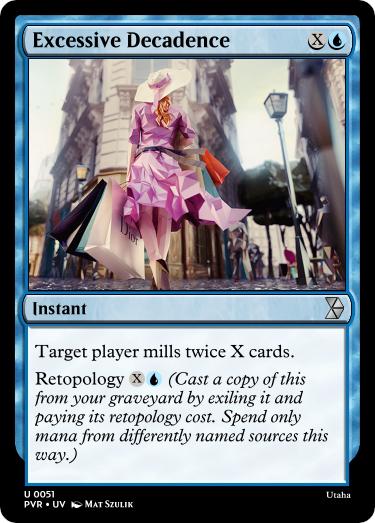 Excessive Decadence X
Dior
Instant
Target player mills twice X cards.
Retopology X (Cast a copy of this
from your graveyard by exiling it and
paying its retopology cost. Spend only
mana from differently named sources this
way.)
U 0051
Utaha
PVR • UV MAT SZULIK